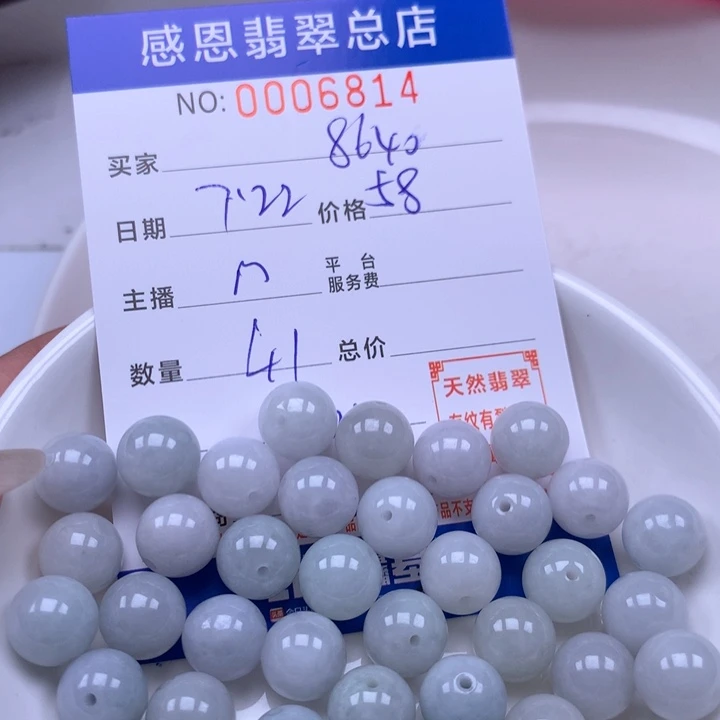 感恩翡翠总店
NO: 0006814
买家 8640
日期 7.22 价格 58
主播 平台服务费
数量 41 总价
天然翡翠